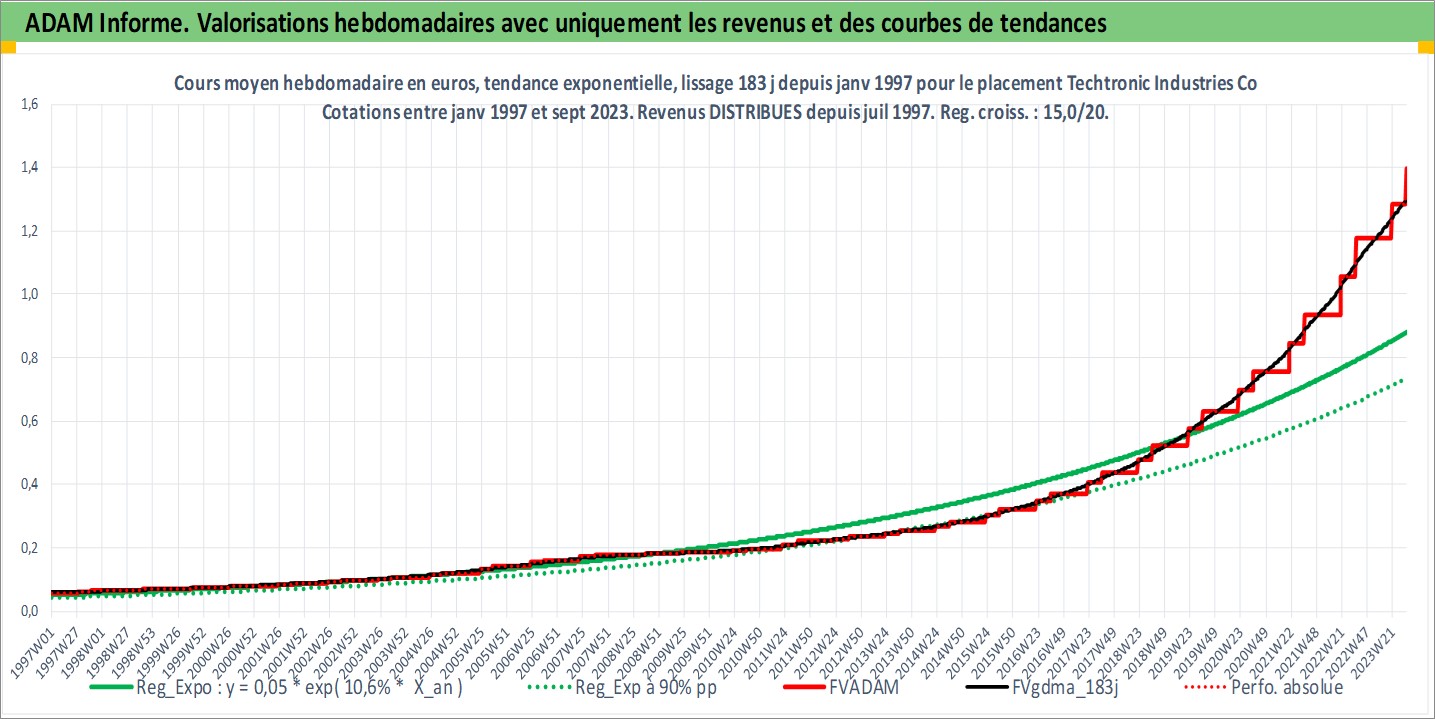 ADAM Informe. Valorisations hebdomadaires avec uniquement les revenus et des courbes de tendances
Cours moyen hebdomadaire en euros, tendance exponentielle, lissage 183 j depuis janv 1997 pour le placement Techtronic Industries Co
Cotations entre janv 1997 et sept 2023. Revenus DISTRIBUES depuis juil 1997. Reg. croiss. : 15,0/20.
1,6
1,4
1,2
1,0
0,8
0,6
0,4
0,2
0,0
1997W01
1997W27
1998W01
1998W27
1998W53
1999W26
1999W52
2000W26
2000W52
2001W26
2001W52
2002W26
2002W52
2003W26
2003W52
2004W26
2004W52
2005W25
2005W51
2006W25
2006W51
2007W25
2007W51
2008W25
2008W51
2009W25
2009W51
2010W24
2010W50
2011W24
2011W50
2012W24
2012W50
2013W24
2013W50
2014W24
2014W50
2015W24
2015W50
2016W23
2016W49
2017W23
2017W49
2018W23
2018W49
2019W23
2019W49
2020W23
2020W49
2021W22
2021W48
2022W21
2022W47
2023W21
Reg_Expo : y = 0,05 * exp( 10,6% * X_an )
Reg_Exp à 90% pp
FVADAM
FVgdma_183j
Perfo. absolue